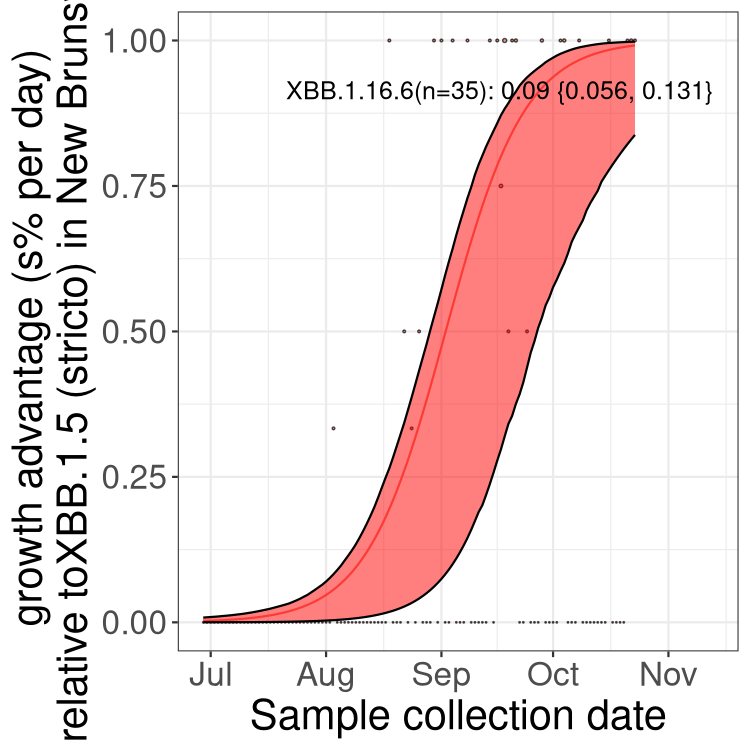 growth advantage (s% per day)
relative toXBB.1.5 (stricto) in New
1.00
0.75
0.50
0.25
0.00
XBB.1.16.6(n=35): 0.09 {0.056, 0.131}
Jul Aug Sep Oct Nov
Sample collection date